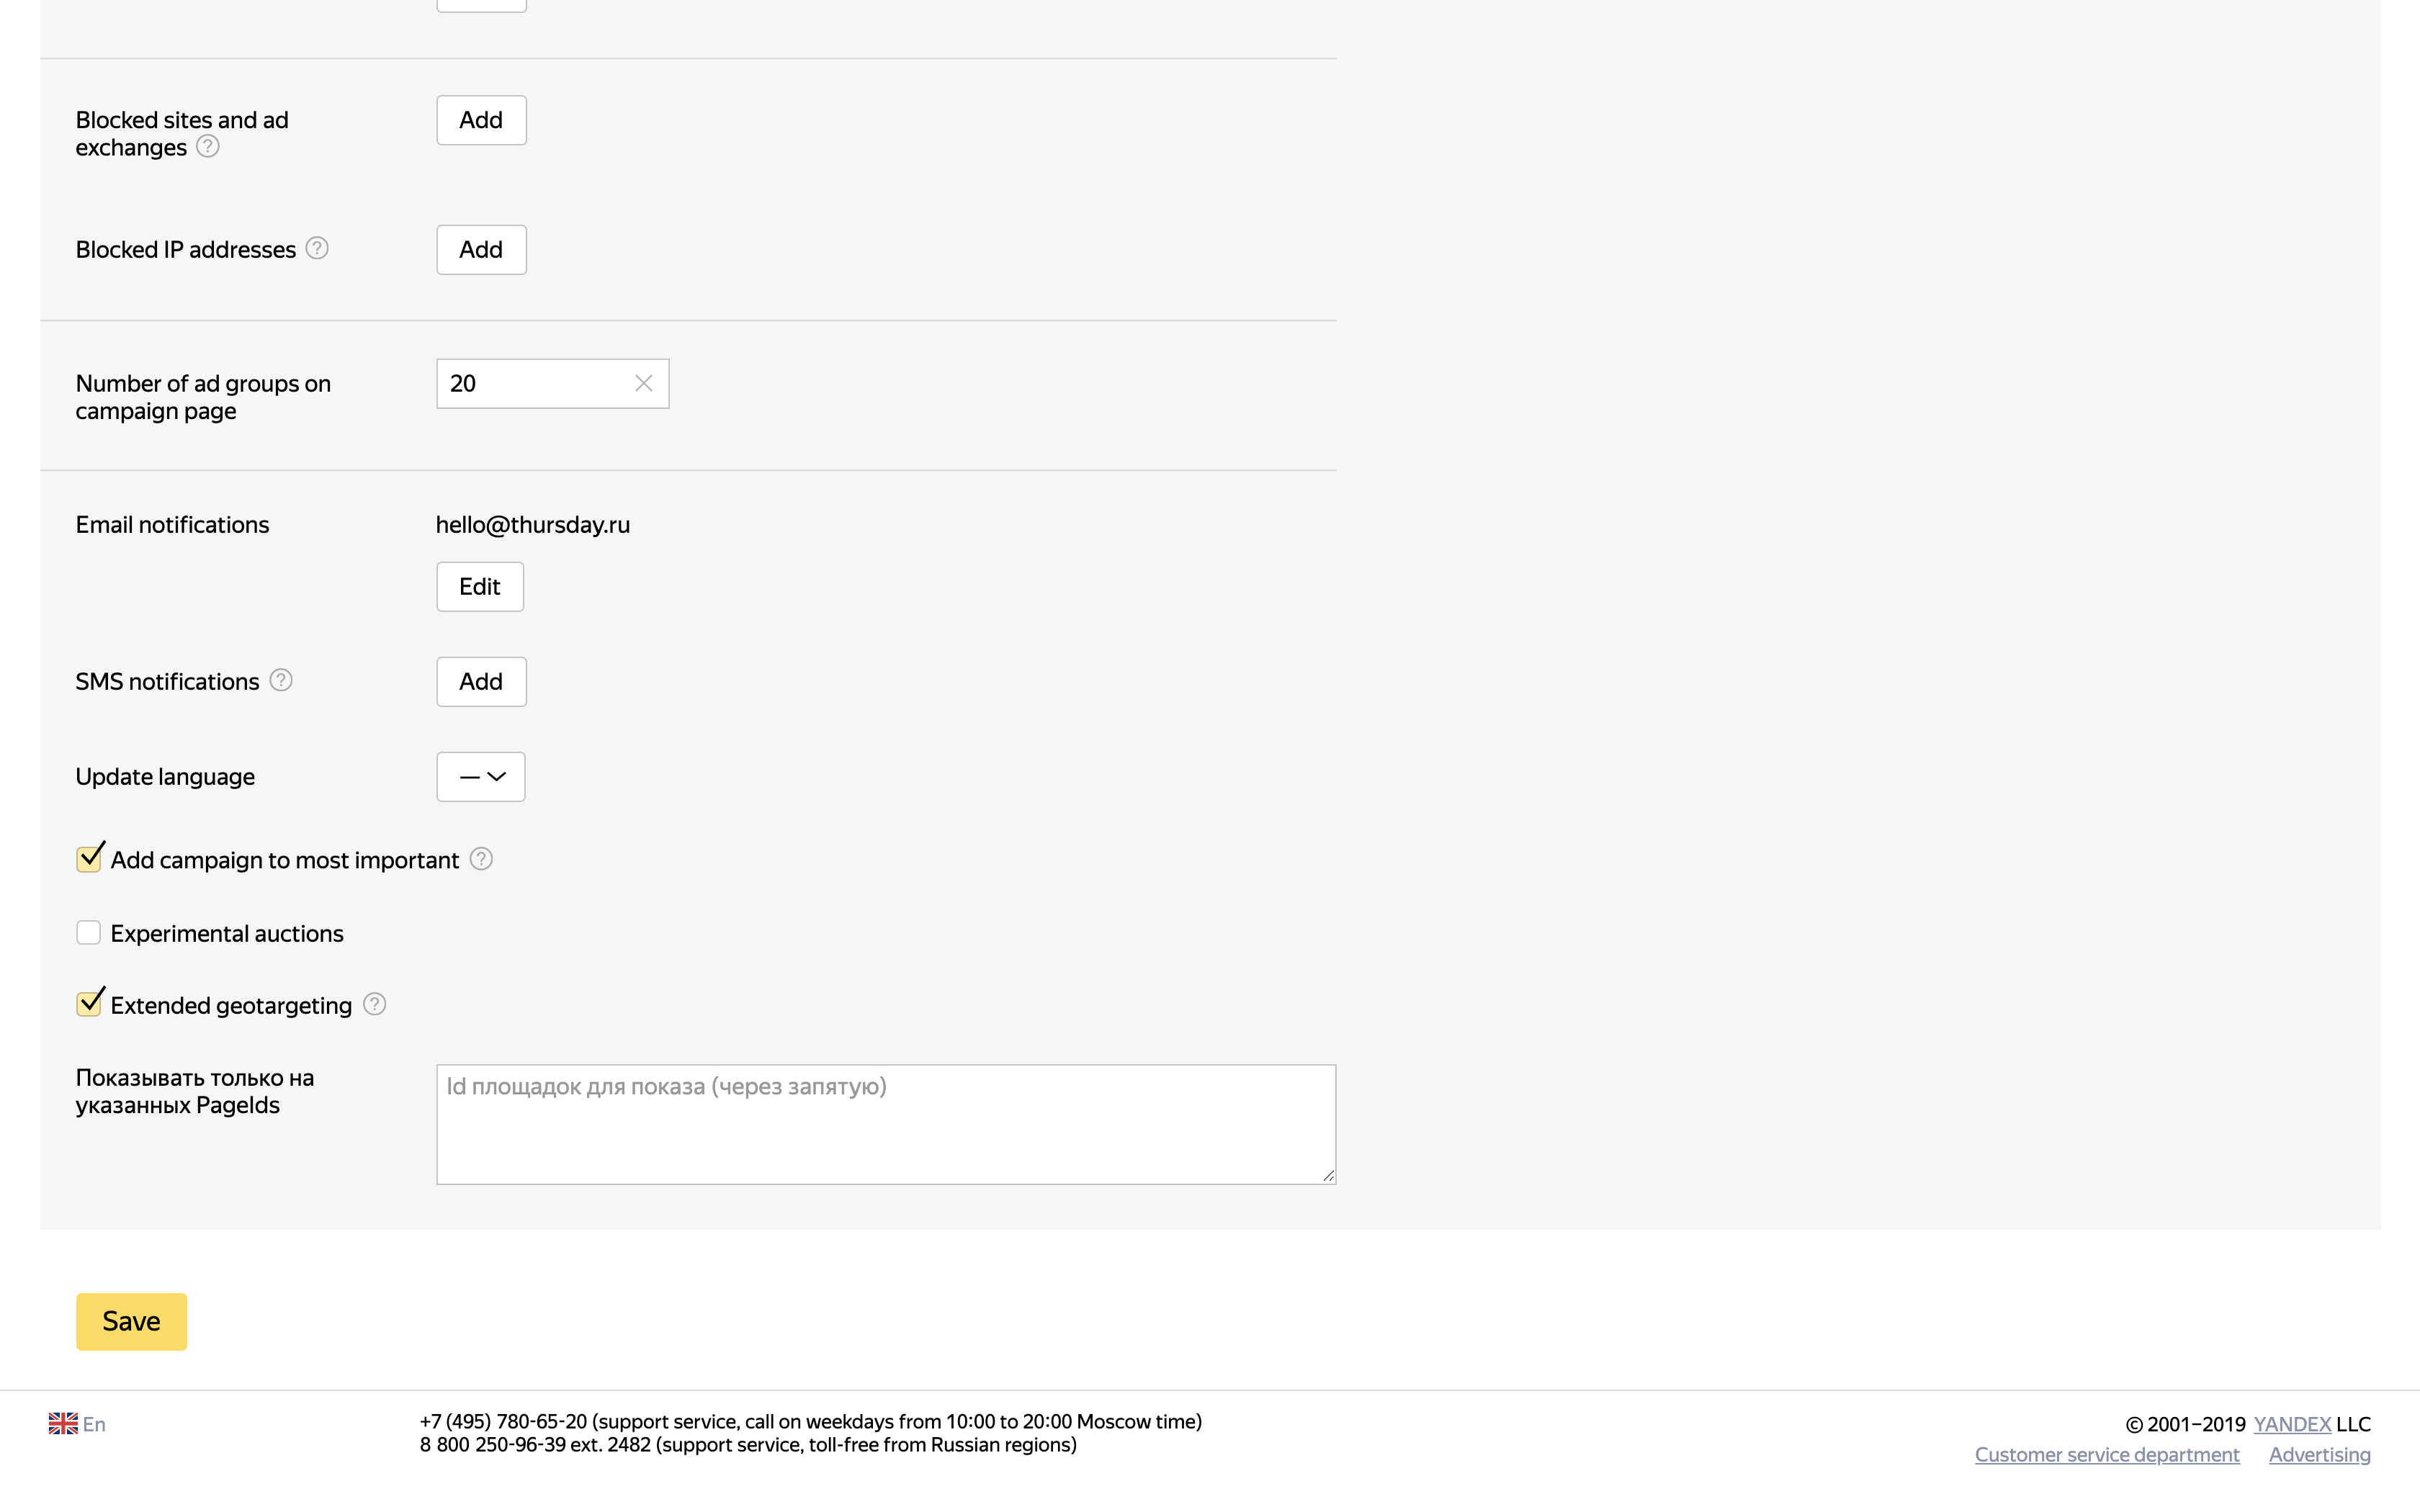 Blocked sites and ad
exchanges ?
Add
Blocked IP addresses ?
Add
Number of ad groups on
campaign page
20
Email notifications
hello@thursday.ru
Edit
SMS notifications ?
Add
Update language
—
Add campaign to most important ?
Experimental auctions
Extended geotargeting ?
Показывать только на
указанных PageIds
Id площадок для показа (через запятую)
Save
En
+7 (495) 780-65-20 (support service, call on weekdays from 10:00 to 20:00 Moscow time)
8 800 250-96-39 ext. 2482 (support service, toll-free from Russian regions)
© 2001–2019 YANDEX LLC
Customer service department Advertising